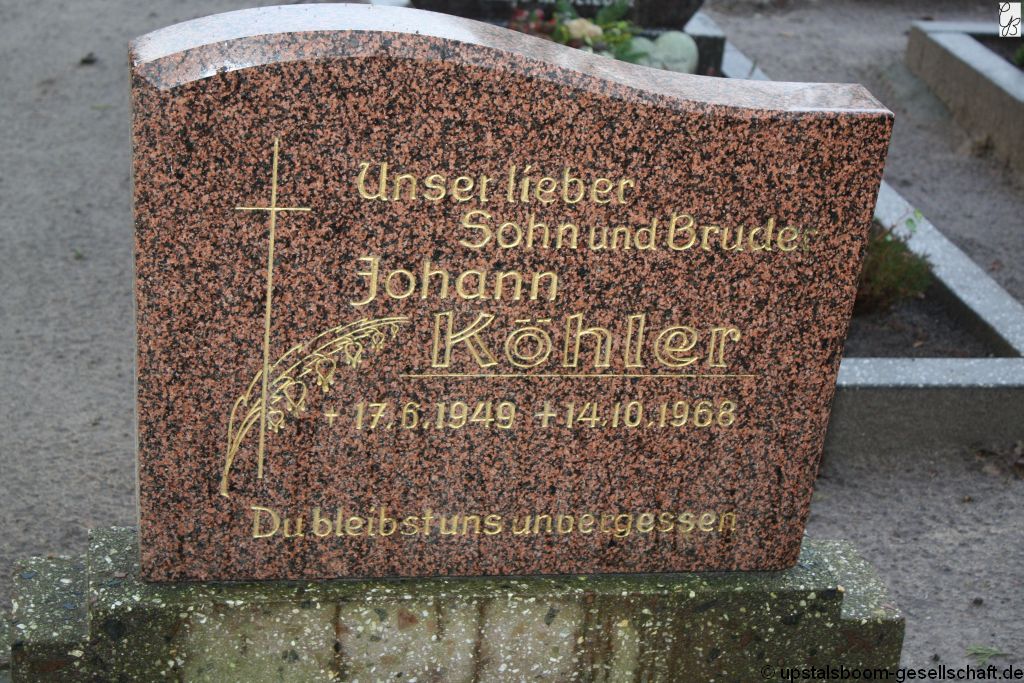 Unser lieber
Sohn und Bruder
Johann
Köhler
* 17.6.1949 + 14.10.1968
Du bleibst uns unvergessen
© upstalsboom-gesellschaft.de